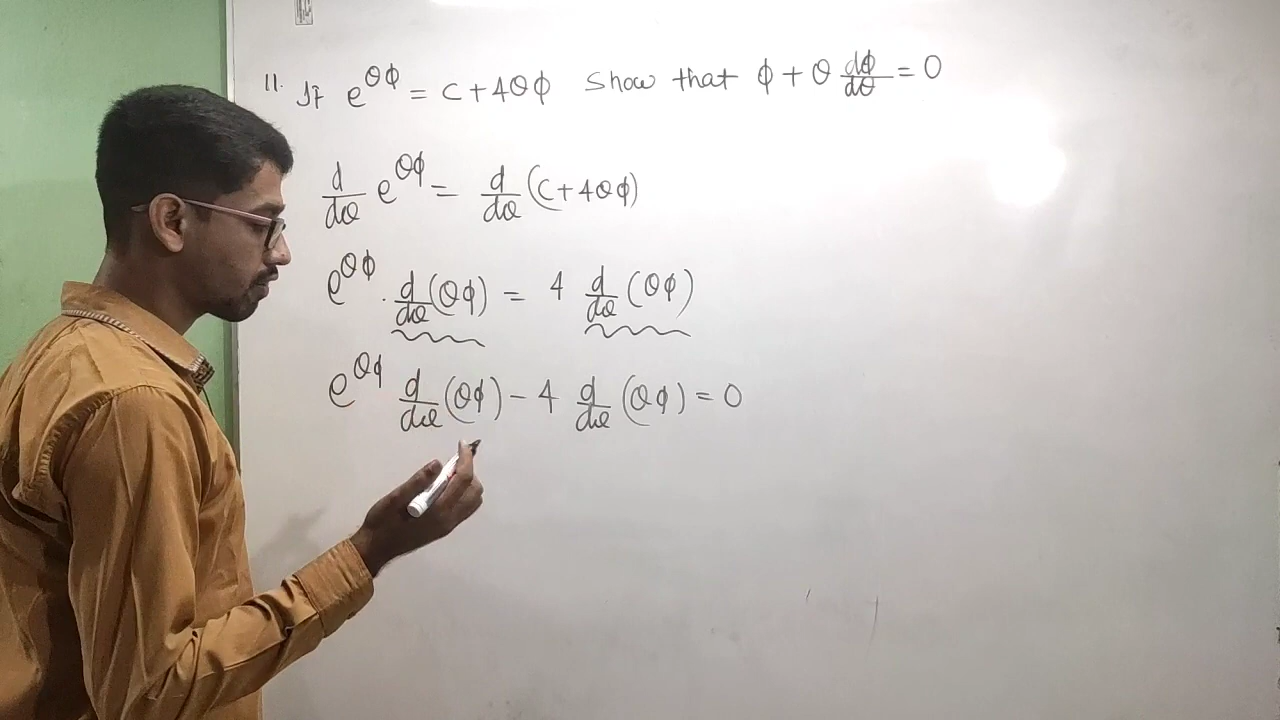 11. If e^θϕ = c + 4θϕ show that ϕ + θ dϕ/dθ = 0
d/dθ e^θϕ = d/dθ (c + 4θϕ)
e^θϕ · d/dθ (θϕ) = 4 d/dθ (θϕ)
e^θϕ d/dθ (θϕ) - 4 d/dθ (θϕ) = 0